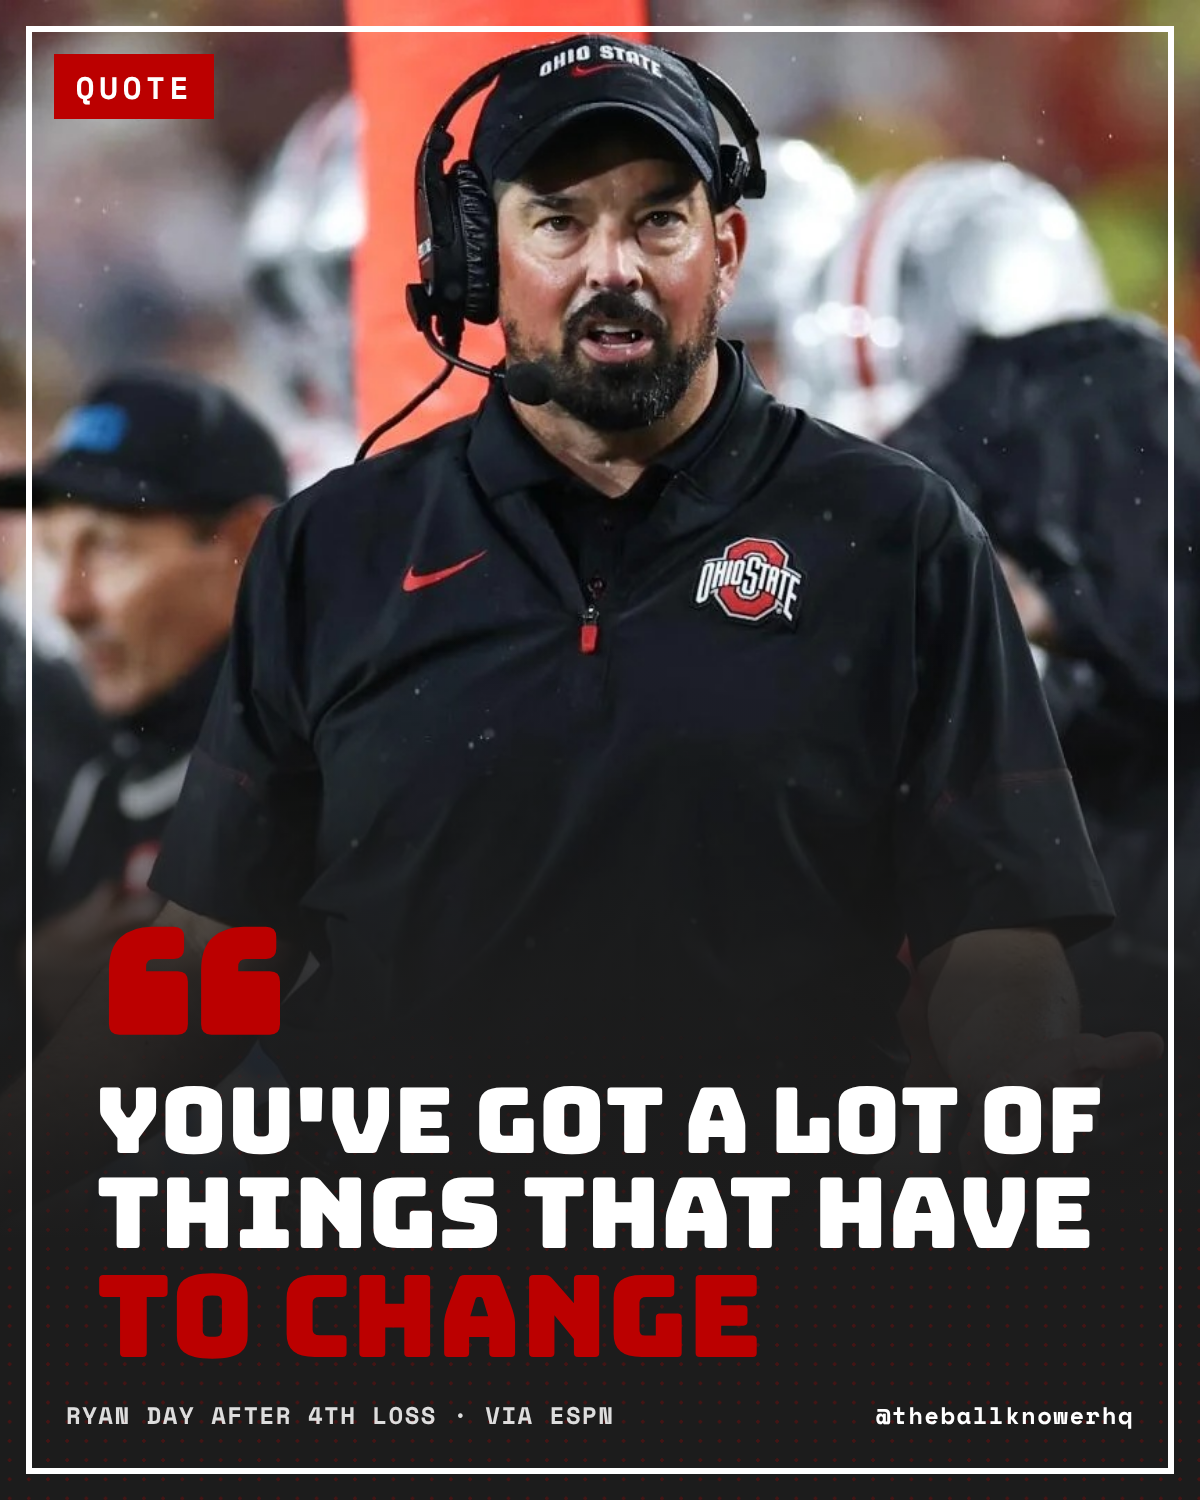 QUOTE
OHIO STATE
OHIO STATE
YOU'VE GOT A LOT OF
THINGS THAT HAVE
TO CHANGE
RYAN DAY AFTER 4TH LOSS · VIA ESPN
@theballknowerhq